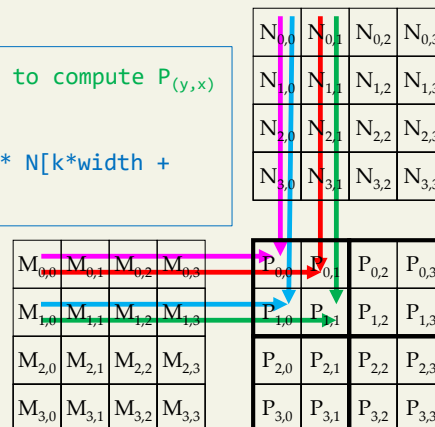 to compute P(y,x)
* N[k*width +
N0,0 N0,1 N0,2 N0,3
N1,0 N1,1 N1,2 N1,3
N2,0 N2,1 N2,2 N2,3
N3,0 N3,1 N3,2 N3,3
M0,0 M0,1 M0,2 M0,3 P0,0 P0,1 P0,2 P0,3
M1,0 M1,1 M1,2 M1,3 P1,0 P1,1 P1,2 P1,3
M2,0 M2,1 M2,2 M2,3 P2,0 P2,1 P2,2 P2,3
M3,0 M3,1 M3,2 M3,3 P3,0 P3,1 P3,2 P3,3